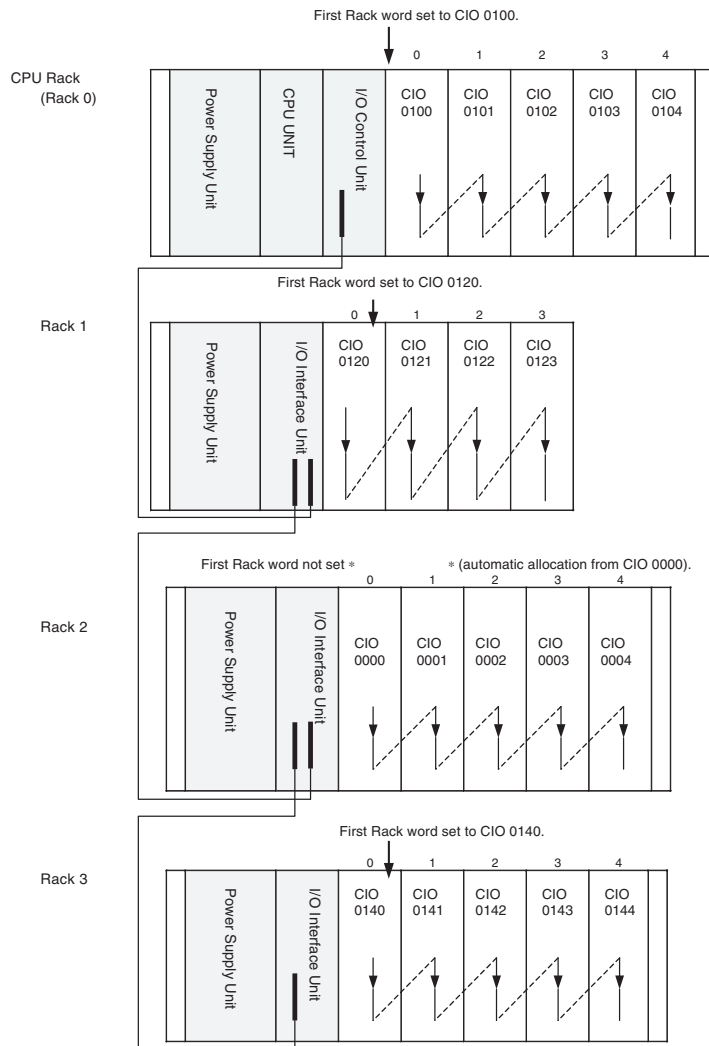 First Rack word set to CIO 0100.
CPU Rack
(Rack 0)
0 1 2 3 4
Power Supply Unit
CPU UNIT
I/O Control Unit
CIO 0100
CIO 0101
CIO 0102
CIO 0103
CIO 0104
First Rack word set to CIO 0120.
Rack 1
0 1 2 3
Power Supply Unit
I/O Interface Unit
CIO 0120
CIO 0121
CIO 0122
CIO 0123
First Rack word not set *
* (automatic allocation from CIO 0000).
Rack 2
0 1 2 3 4
Power Supply Unit
I/O Interface Unit
CIO 0000
CIO 0001
CIO 0002
CIO 0003
CIO 0004
First Rack word set to CIO 0140.
Rack 3
0 1 2 3 4
Power Supply Unit
I/O Interface Unit
CIO 0140
CIO 0141
CIO 0142
CIO 0143
CIO 0144